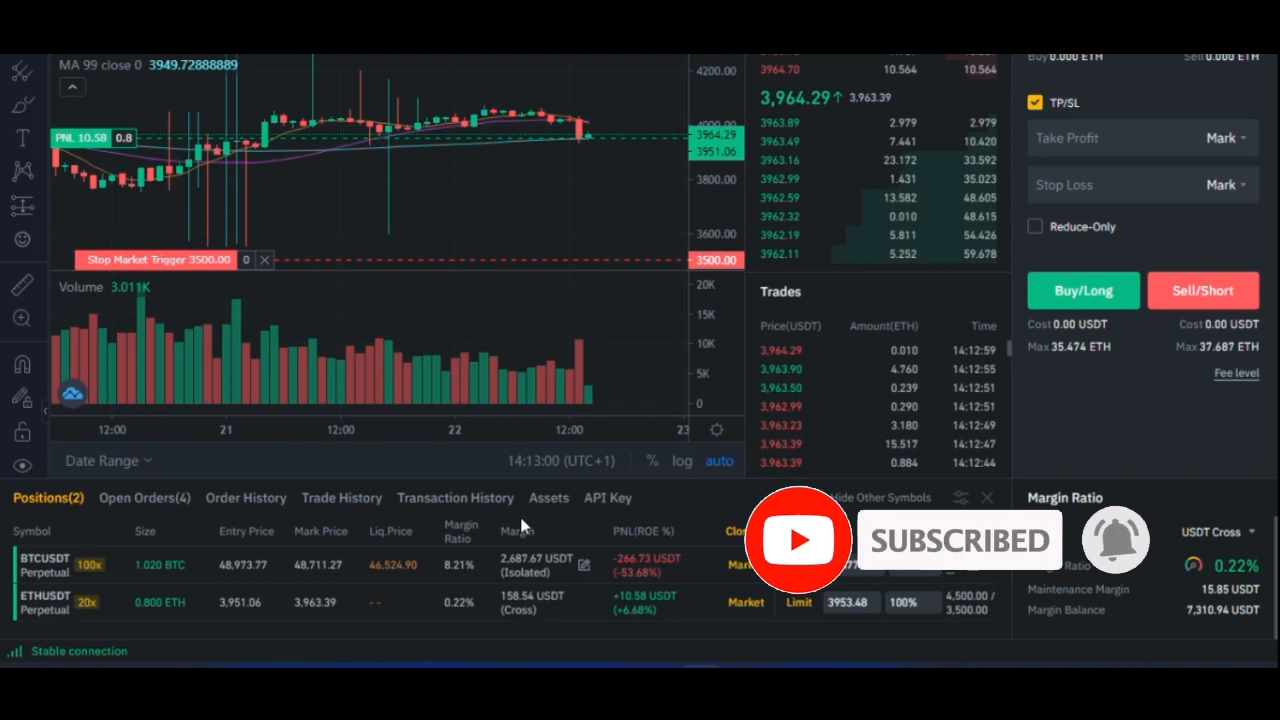 MA 99 close 0 3949.72888889
PNL 10.58 0.8
Stop Market Trigger 3500.00 0
4200.00
4000.00
3964.29
3951.06
3800.00
3600.00
3500.00
Volume 3.011K
20K
15K
10K
5K
0
12:00 21 12:00 22 12:00 23
Date Range 14:13:00 (UTC+1) % log auto
3964.70 10.564 10.564
3,964.29↑ 3,963.39
3963.89 2.979 2.979
3963.49 7.441 10.420
3963.16 23.172 33.592
3962.99 1.431 35.023
3962.59 13.582 48.605
3962.32 0.010 48.615
3962.19 5.811 54.426
3962.11 5.252 59.678
Trades
Price(USDT) Amount(ETH) Time
3,964.29 0.010 14:12:59
3,963.90 4.760 14:12:55
3,963.50 0.239 14:12:51
3,962.99 0.290 14:12:51
3,963.23 3.180 14:12:49
3,963.39 15.517 14:12:47
3,963.39 0.884 14:12:44
Buy 0.000 ETH Sell 0.000 ETH
TP/SL
Take Profit Mark
Stop Loss Mark
Reduce-Only
Buy/Long Sell/Short
Cost 0.00 USDT Cost 0.00 USDT
Max 35.474 ETH Max 37.687 ETH
Fee level
Positions(2) Open Orders(4) Order History Trade History Transaction History Assets API Key Hide Other Symbols
Symbol Size Entry Price Mark Price Liq.Price Margin Ratio PNL(ROE %)
BTCUSDT Perpetual 100x 1.020 BTC 48,973.77 48,711.27 46,524.90 8.21% 2,687.67 USDT (Isolated) -266.73 USDT (-53.68%)
ETHUSDT Perpetual 20x 0.800 ETH 3,951.06 3,963.39 -- 0.22% 158.54 USDT (Cross) +10.58 USDT (+6.68%) Market Limit 3953.48 100% 4,500.00 / 3,500.00
SUBSCRIBED
Margin Ratio
USDT Cross
0.22%
Maintenance Margin 15.85 USDT
Margin Balance 7,310.94 USDT
Stable connection